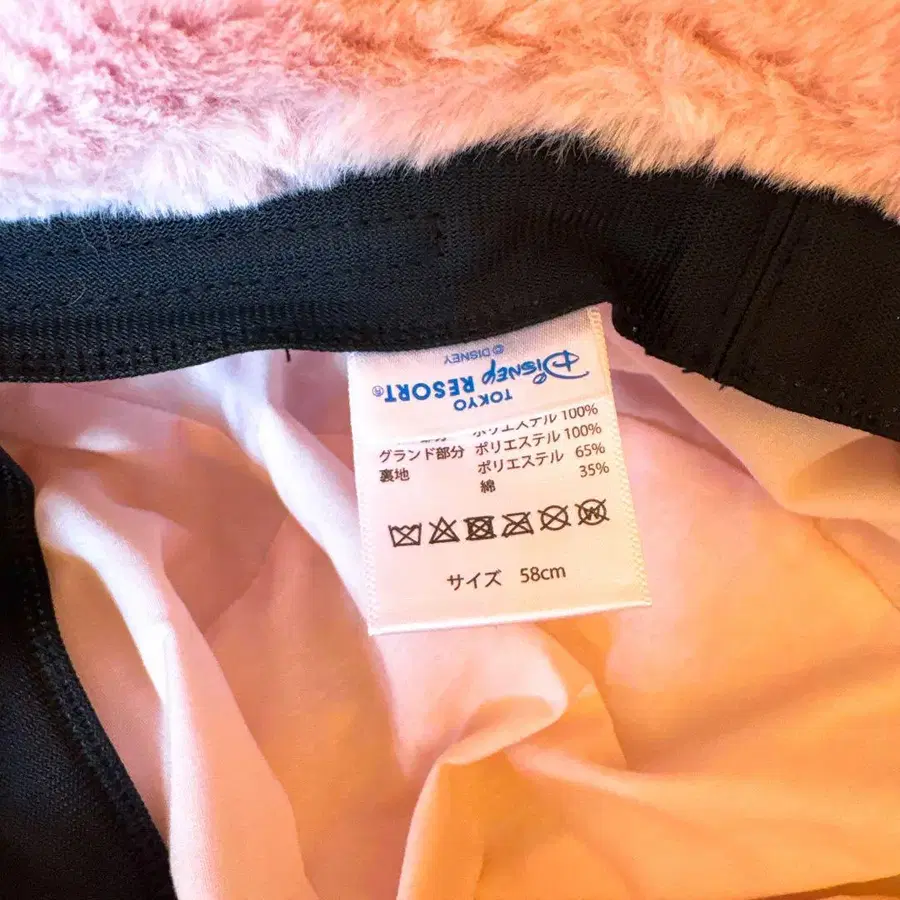 © DISNEY
Disney
TOKYO RESORT®
ポリエステル 100%
グランド部分 ポリエステル 100%
裏地 ポリエステル 65%
綿 35%
W
サイズ 58cm